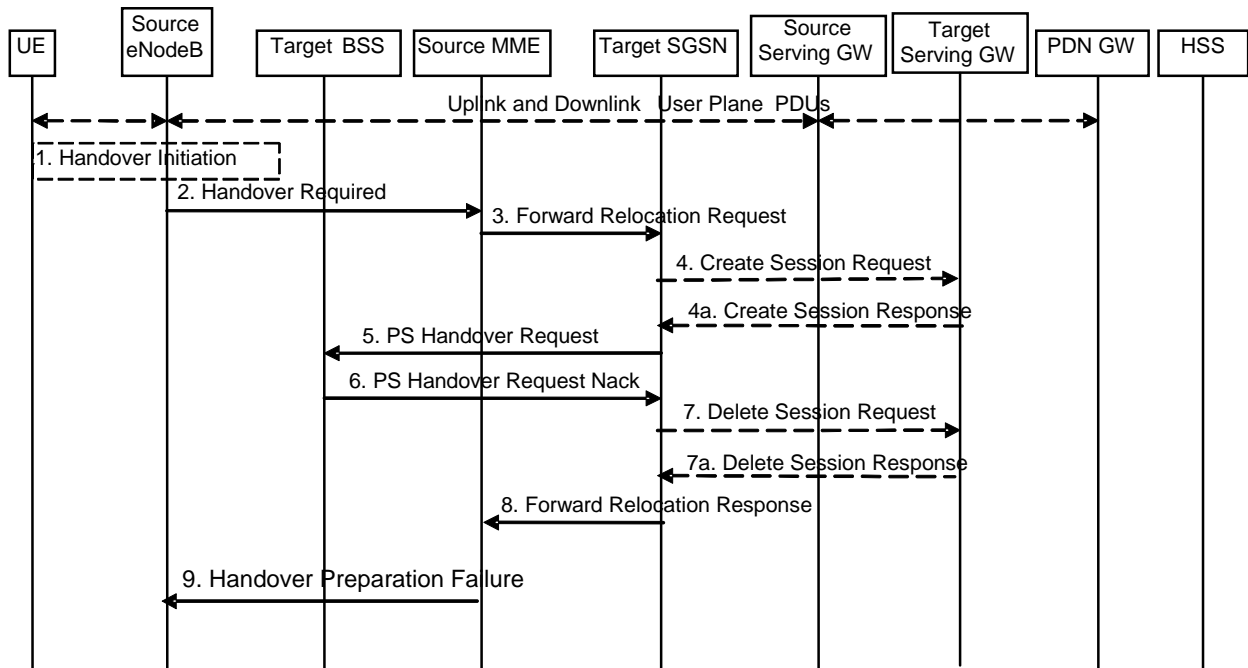 UE
Source
eNodeB
Target BSS
Source MME
Target SGSN
Source
Serving GW
Target
Serving GW
PDN GW
HSS
Uplink and Downlink User Plane PDUs
1. Handover Initiation
2. Handover Required
3. Forward Relocation Request
4. Create Session Request
4a. Create Session Response
5. PS Handover Request
6. PS Handover Request Nack
7. Delete Session Request
7a. Delete Session Response
8. Forward Relocation Response
9. Handover Preparation Failure